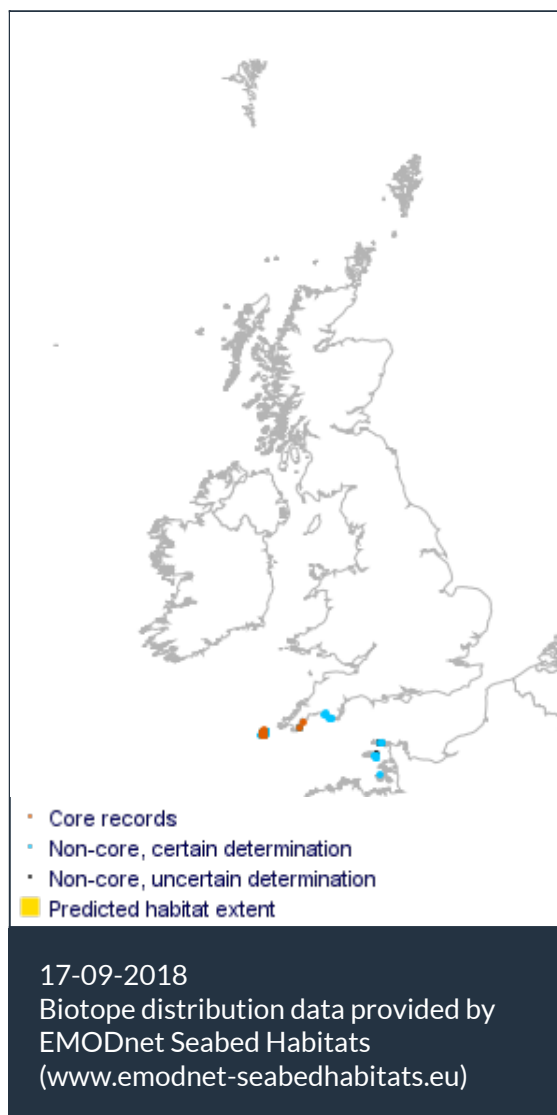 Core records
Non-core, certain determination
Non-core, uncertain determination
Predicted habitat extent
17-09-2018
Biotope distribution data provided by
EMODnet Seabed Habitats
(www.emodnet-seabedhabitats.eu)